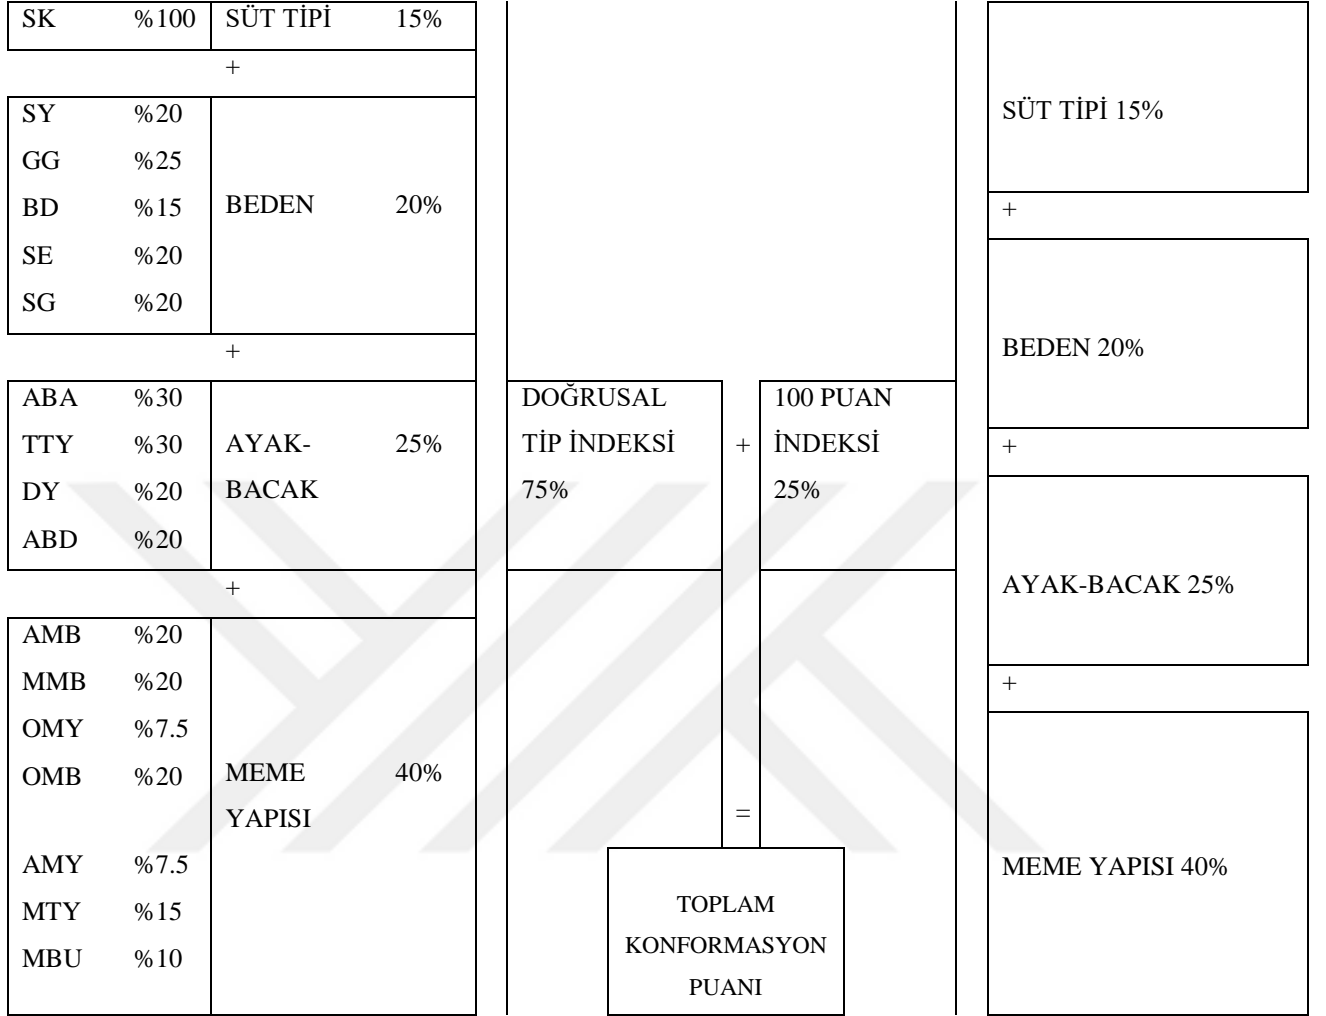 SK %100 SÜT TİPİ 15%
+
SY %20
GG %25
BD %15 BEDEN 20%
SE %20
SG %20
+
ABA %30
TTY %30 AYAK- 25%
DY %20 BACAK
ABD %20
+
AMB %20
MMB %20
OMY %7.5
OMB %20 MEME 40%
YAPISI
AMY %7.5
MTY %15
MBU %10
DOĞRUSAL
TİP İNDEKSİ
75%
+
100 PUAN
İNDEKSİ
25%
=
TOPLAM
KONFORMASYON
PUANI
SÜT TİPİ 15%
+
BEDEN 20%
+
AYAK-BACAK 25%
+
MEME YAPISI 40%